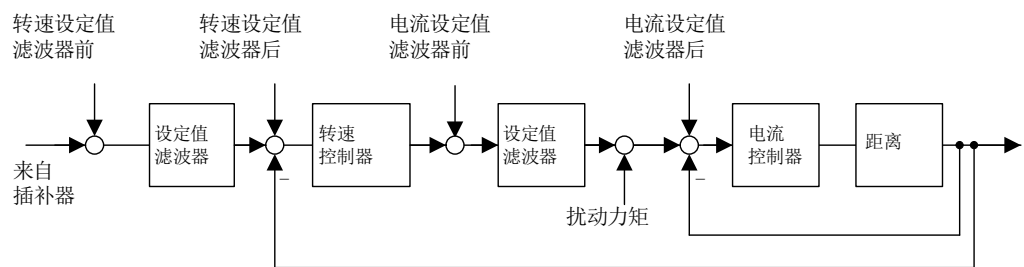 转速设定值
滤波器前
转速设定值
滤波器后
电流设定值
滤波器前
电流设定值
滤波器后
设定值
滤波器
转速
控制器
设定值
滤波器
电流
控制器
距离
来自
插补器
扰动力矩